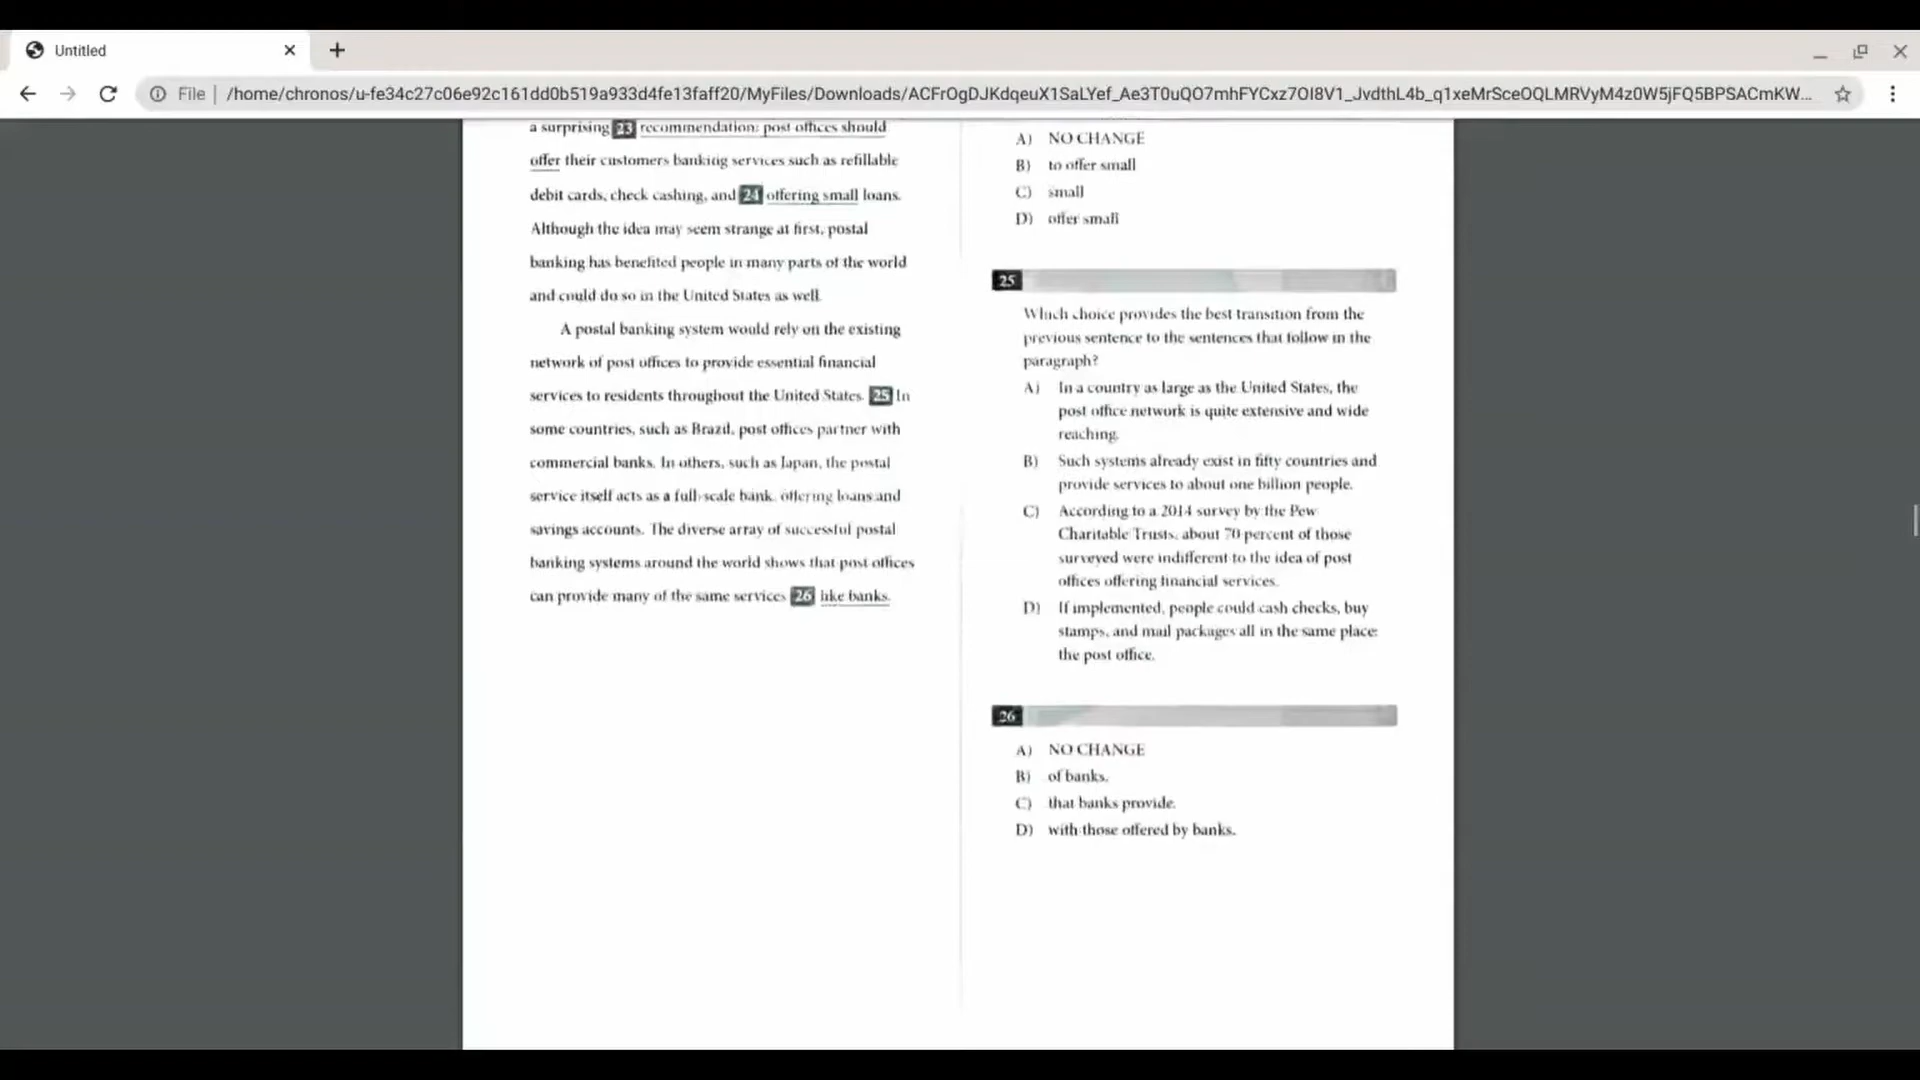 Untitled
File
/home/chronos/u-fe34c27c06e92c161dd0b519a933d4fe13faff20/MyFiles/Downloads/ACFrOgDJKdqeuX1SaLYef_Ae3T0uQO7mhFYCxz7OI8V1_JvdthL4b_q1xeMrSceOQLMRVyM4z0W5jFQ5BPSACmKW...
a surprising 23 recommendation: post offices should
offer their customers banking services such as refillable
debit cards, check cashing, and 24 offering small loans.
Although the idea may seem strange at first, postal
banking has benefited people in many parts of the world
and could do so in the United States as well.
A postal banking system would rely on the existing
network of post offices to provide essential financial
services to residents throughout the United States. 25 In
some countries, such as Brazil, post offices partner with
commercial banks. In others, such as Japan, the postal
service itself acts as a full-scale bank, offering loans and
savings accounts. The diverse array of successful postal
banking systems around the world shows that post offices
can provide many of the same services 26 like banks.
A) NO CHANGE
B) to offer small
C) small
D) offer small
25
Which choice provides the best transition from the
previous sentence to the sentences that follow in the
paragraph?
A) In a country as large as the United States, the
post office network is quite extensive and wide
reaching.
B) Such systems already exist in fifty countries and
provide services to about one billion people.
C) According to a 2014 survey by the Pew
Charitable Trusts, about 70 percent of those
surveyed were indifferent to the idea of post
offices offering financial services.
D) If implemented, people could cash checks, buy
stamps, and mail packages all in the same place:
the post office.
26
A) NO CHANGE
B) of banks.
C) that banks provide.
D) with those offered by banks.